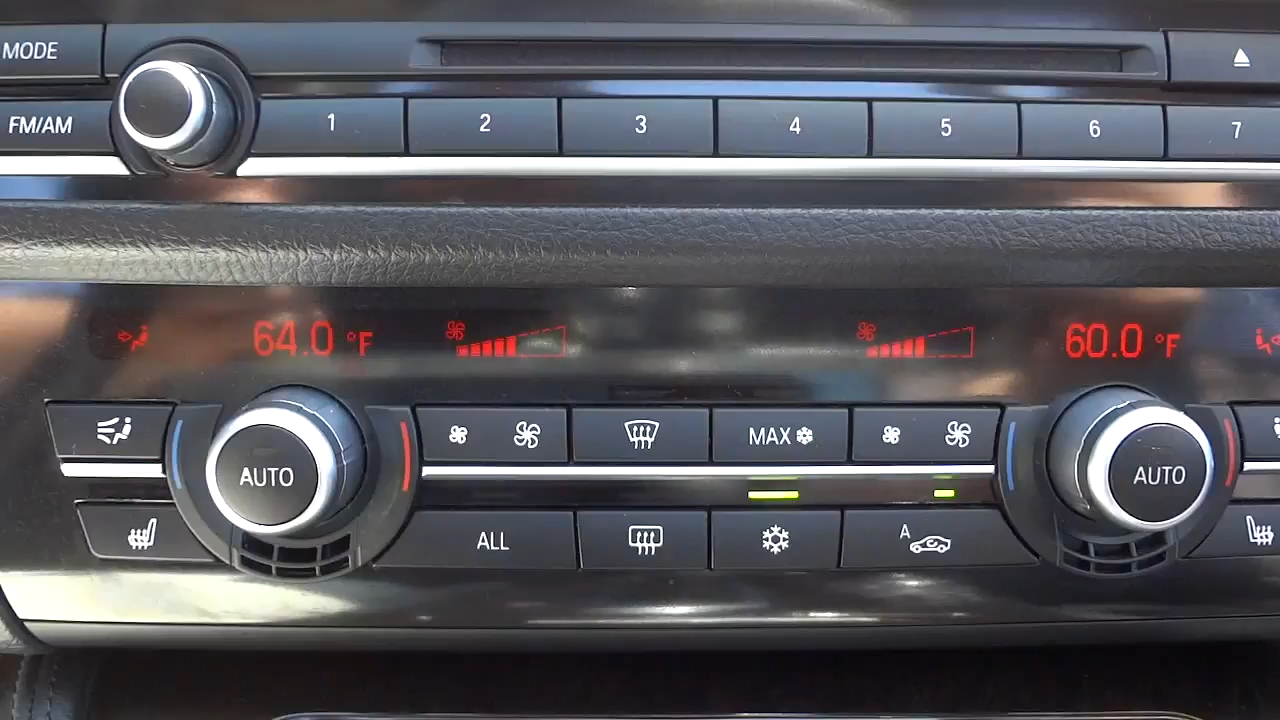 MODE
FM/AM 1 2 3 4 5 6 7
64.0 °F 60.0 °F
AUTO MAX AUTO
ALL A